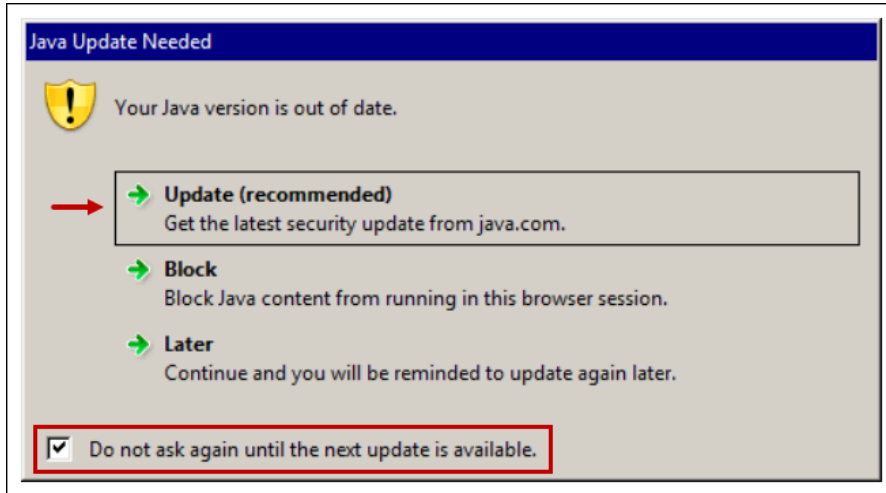 Java Update Needed
Your Java version is out of date.
Update (recommended)
Get the latest security update from java.com.
Block
Block Java content from running in this browser session.
Later
Continue and you will be reminded to update again later.
Do not ask again until the next update is available.